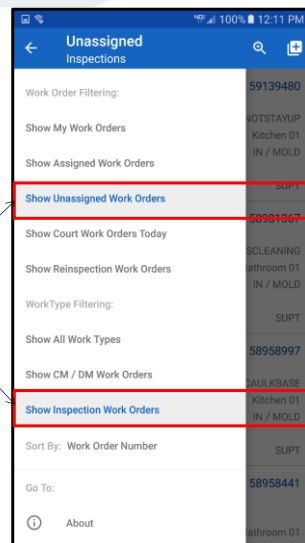 4G 100% 12:11 PM
Unassigned
Inspections
Work Order Filtering:
59139480
NOTSTAYUP
Show My Work Orders
Kitchen 01
IN / MOLD
Show Assigned Work Orders
SUPT
Show Unassigned Work Orders
58981367
Show Court Work Orders Today
SCLEANING
Show Reinspection Work Orders
athroom 01
IN / MOLD
WorkType Filtering:
SUPT
Show All Work Types
58958997
Show CM / DM Work Orders
CAULKBASE
Kitchen 01
Show Inspection Work Orders
IN / MOLD
Sort By: Work Order Number
SUPT
Go To:
58958441
About
athroom 01